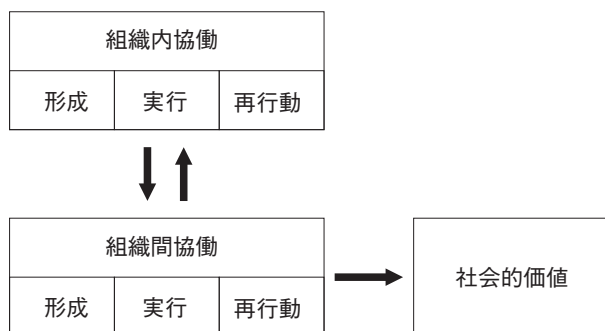 組織内協働
形成 実行 再行動
組織間協働
社会的価値
形成 実行 再行動